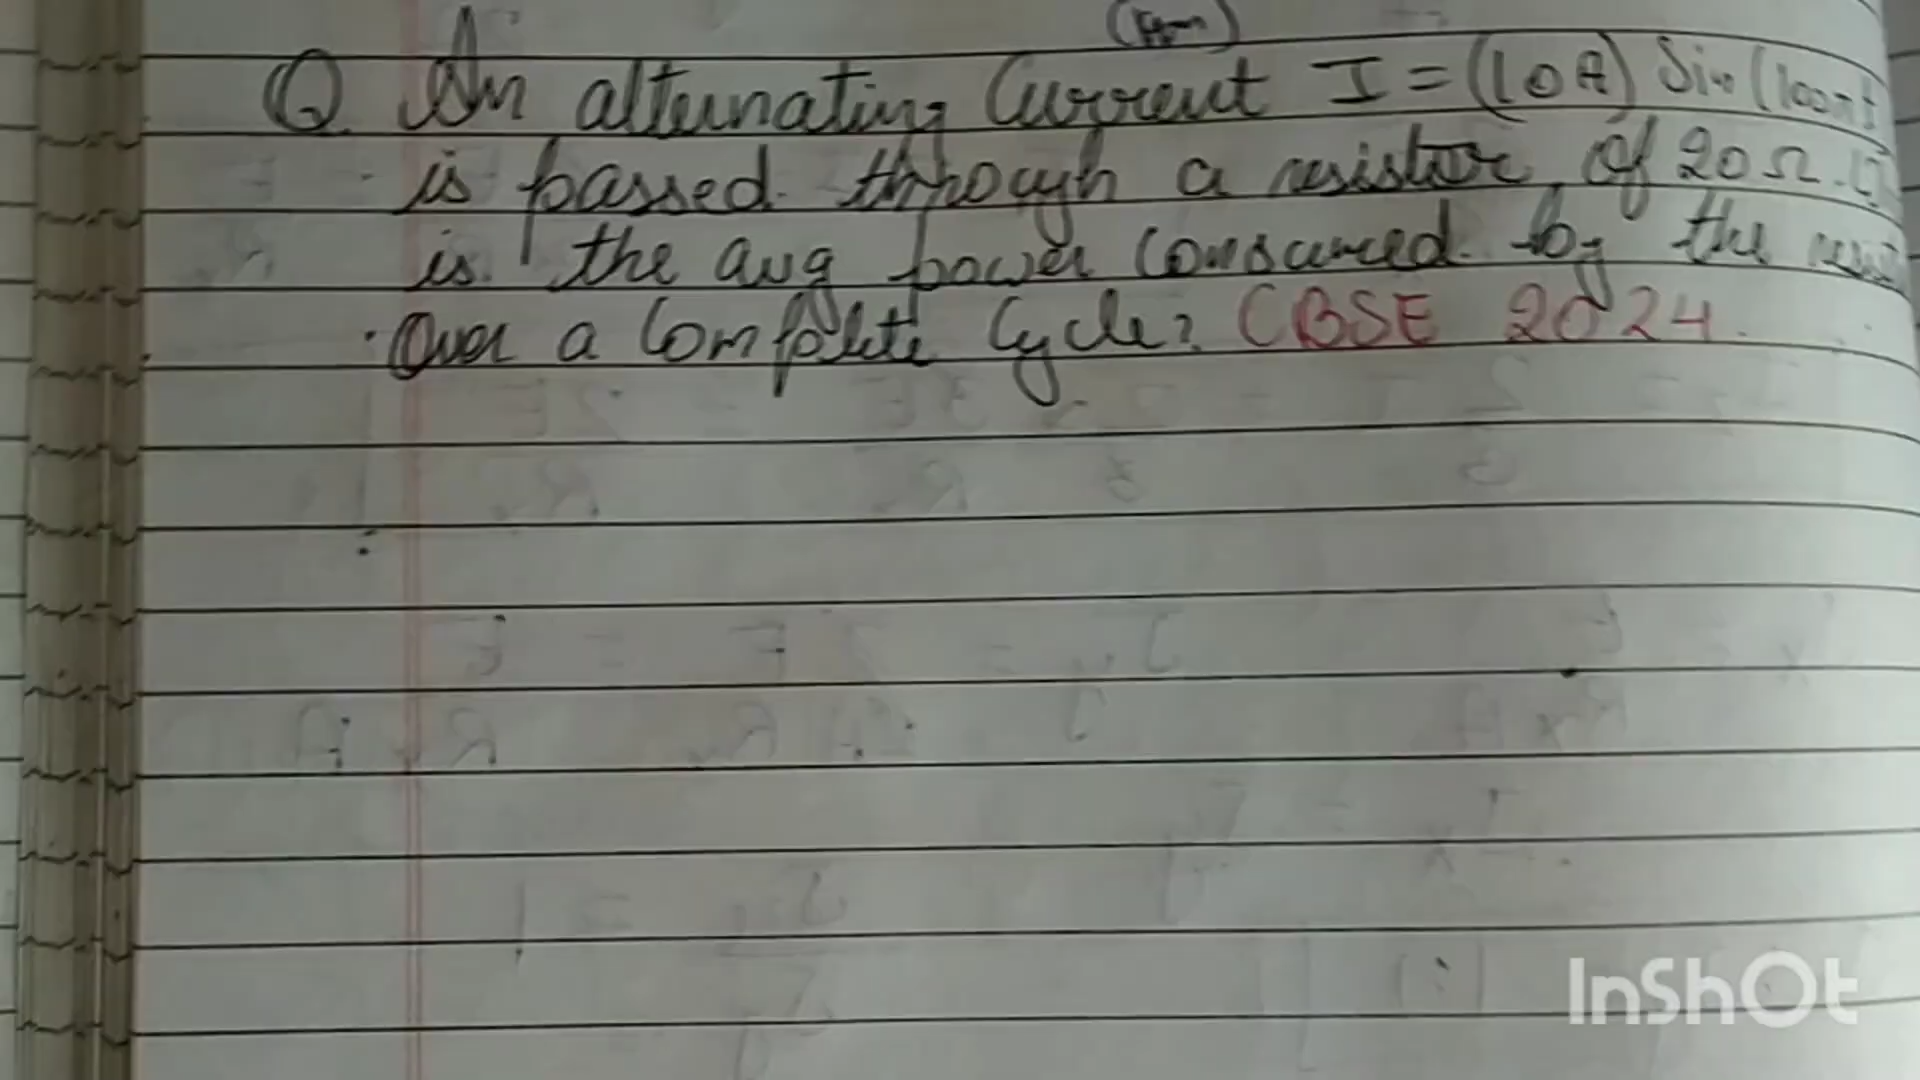 Q An alternating Current I = (10A) Sin (100πt
is passed through a resistor of 20Ω.
is the avg power consumed by the
Over a Complete Cycle? CBSE 2024.
InShOt